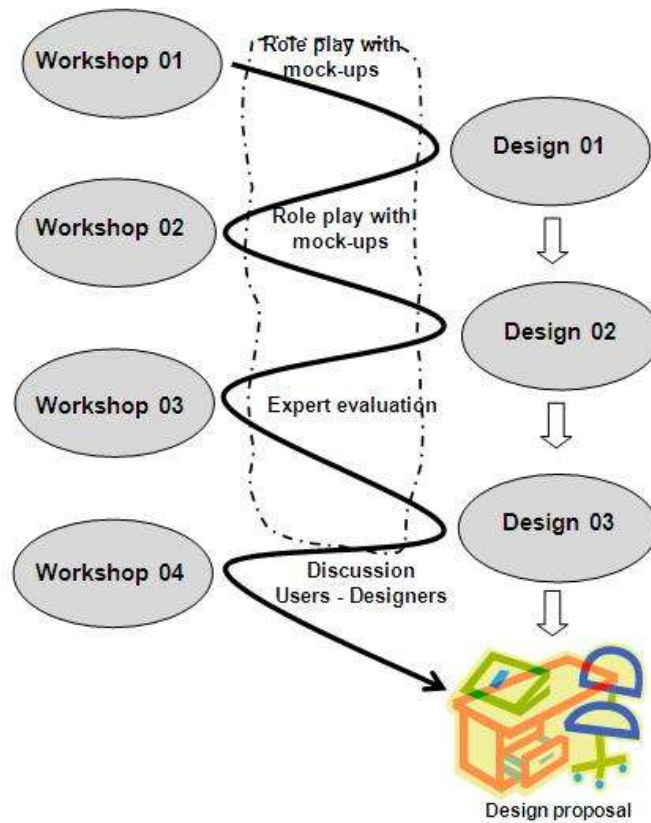 Workshop 01
Role play with
mock-ups
Design 01
Workshop 02
Role play with
mock-ups
Design 02
Workshop 03
Expert evaluation
Design 03
Workshop 04
Discussion
Users - Designers
Design proposal